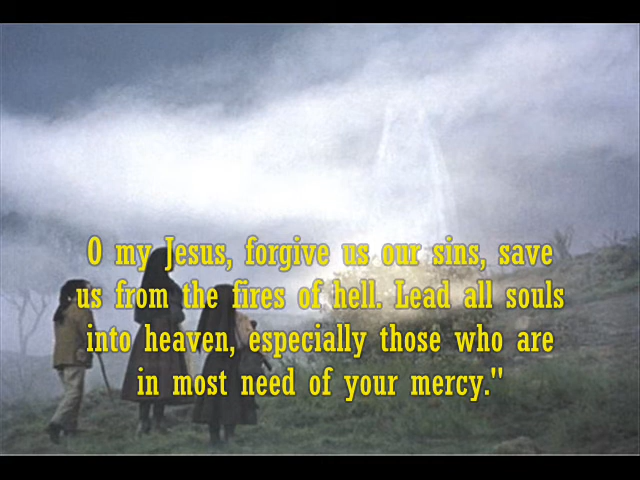 O my Jesus, forgive us our sins, save
us from the fires of hell. Lead all souls
into heaven, especially those who are
in most need of your mercy."